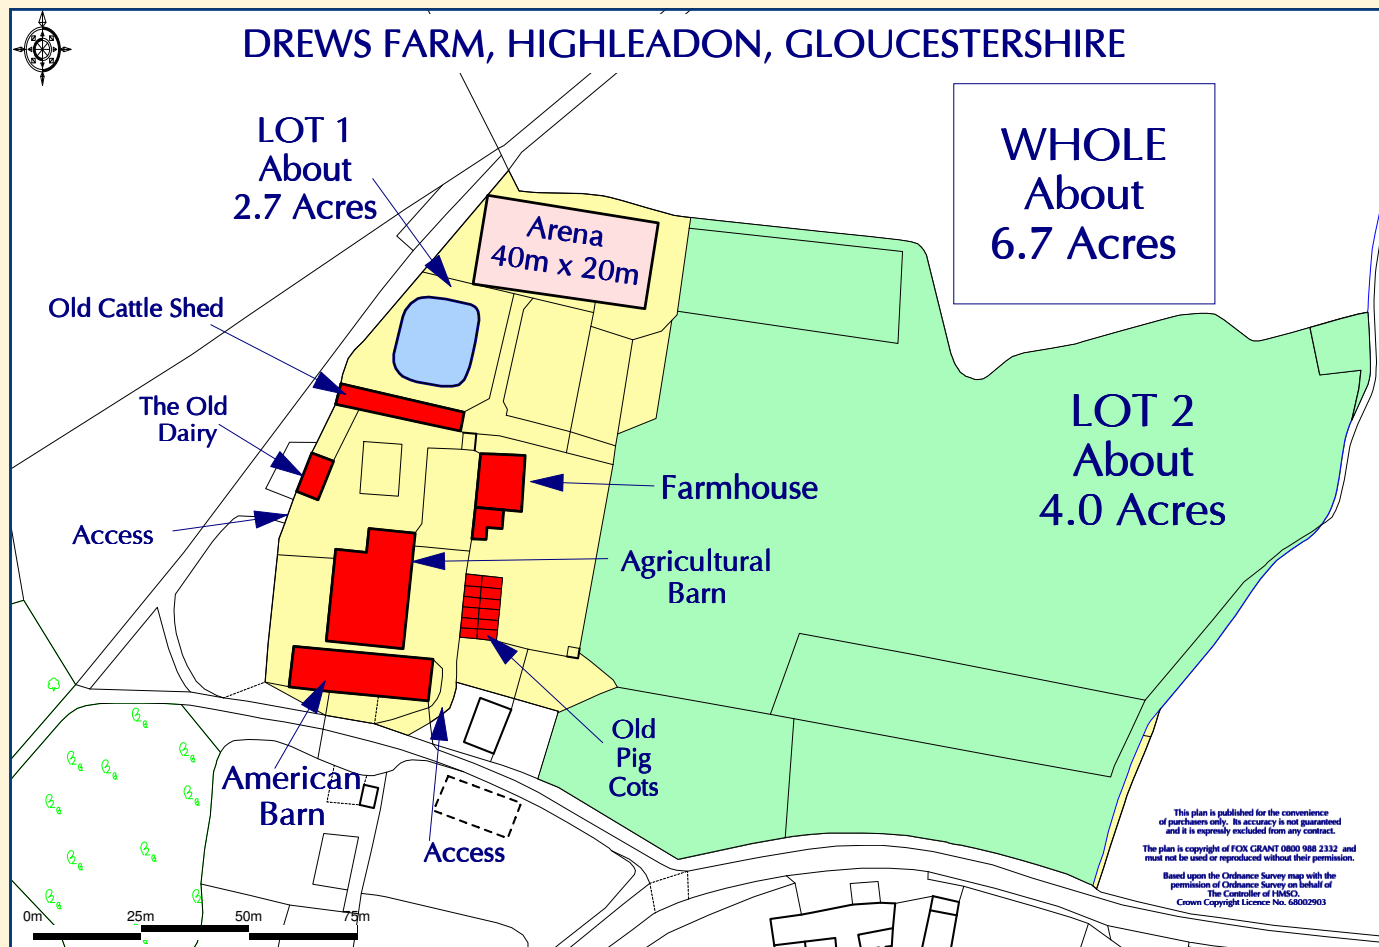 DREWS FARM, HIGHLEADON, GLOUCESTERSHIRE
LOT 1
About
2.7 Acres
WHOLE
About
6.7 Acres
Arena
40m x 20m
Old Cattle Shed
The Old
Dairy
LOT 2
About
4.0 Acres
Farmhouse
Access
Agricultural
Barn
Old
Pig
Cots
American
Barn
Access
This plan is published for the convenience
of purchasers only. Its accuracy is not guaranteed
and it is expressly excluded from any contract.
The plan is copyright of FOX GRANT 0800 988 2332 and
must not be used or reproduced without their permission.
Based upon the Ordnance Survey map with the
permission of Ordnance Survey on behalf of
The Controller of HMSO.
Crown Copyright Licence No. 68002903
0m 25m 50m 75m